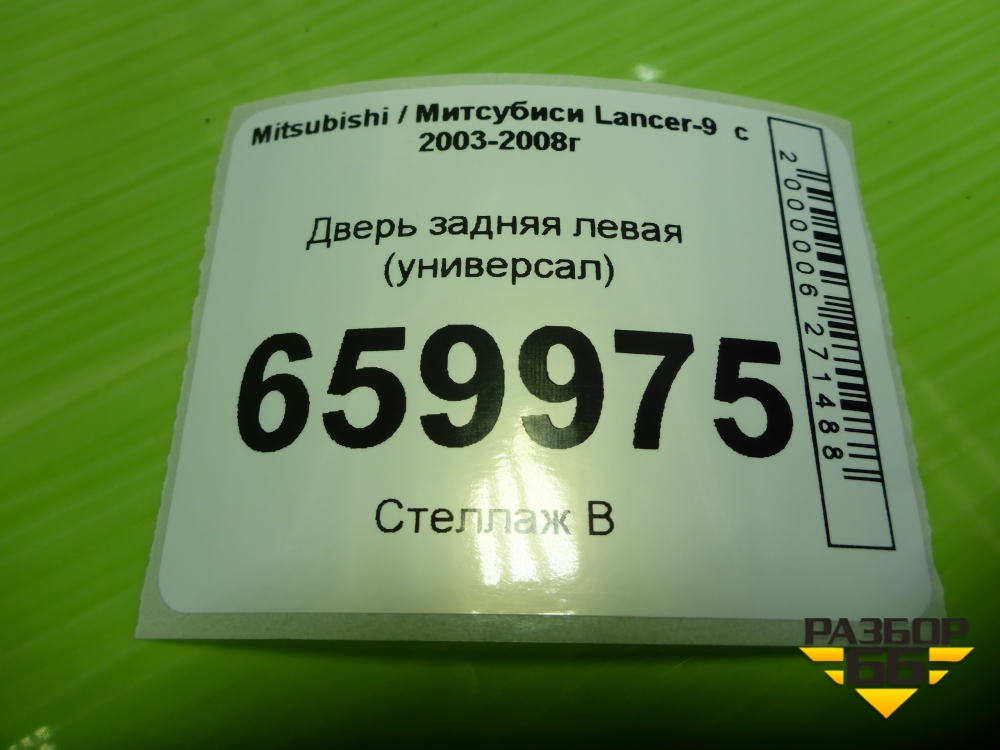 Mitsubishi / Митсубиси Lancer-9 с
2003-2008г
Дверь задняя левая
(универсал)
659975
Стеллаж В
2000006271488
РАЗБОР
66